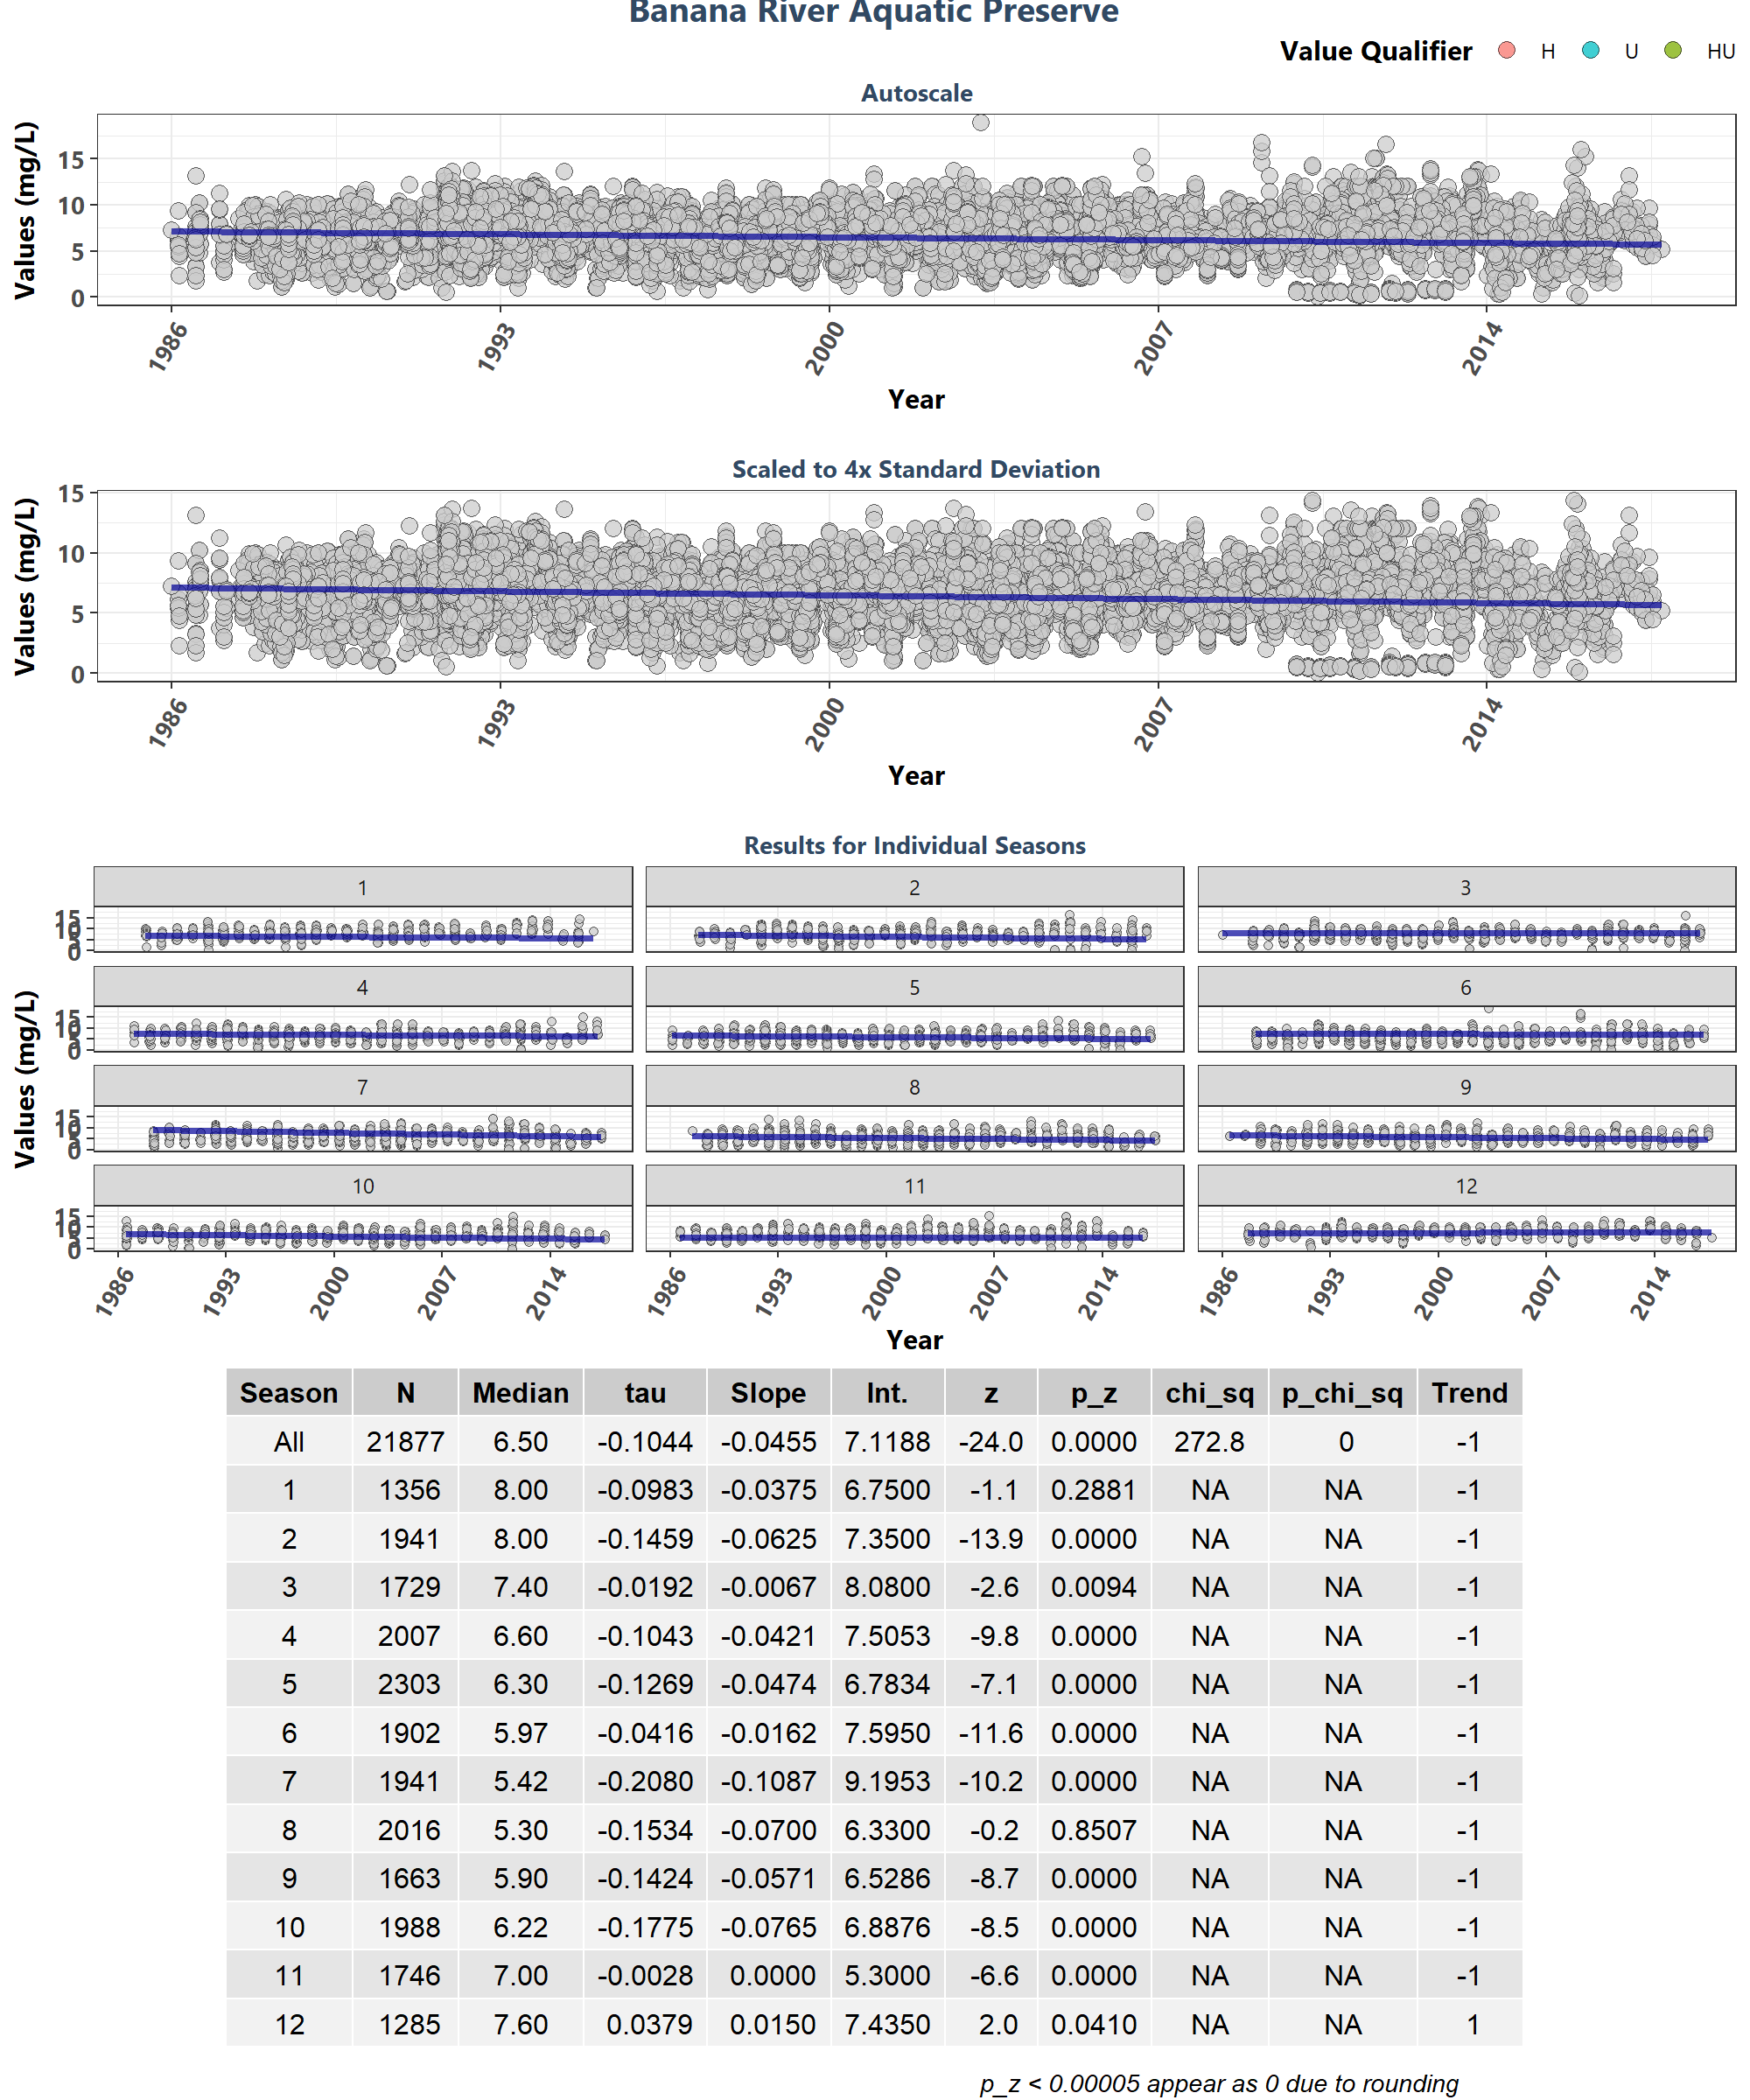 Banana River Aquatic Preserve
Value Qualifier H U HU
Autoscale
Values (mg/L)
15
10
5
0
1986 1993 2000 2007 2014
Year
Scaled to 4x Standard Deviation
Values (mg/L)
15
10
5
0
1986 1993 2000 2007 2014
Year
Results for Individual Seasons
Values (mg/L)
1 2 3
15
10
5
0
4 5 6
15
10
5
0
7 8 9
15
10
5
0
10 11 12
15
10
5
0
1986 1993 2000 2007 2014 1986 1993 2000 2007 2014 1986 1993 2000 2007 2014
Year
Season N Median tau Slope Int. z p_z chi_sq p_chi_sq Trend
All 21877 6.50 -0.1044 -0.0455 7.1188 -24.0 0.0000 272.8 0 -1
1 1356 8.00 -0.0983 -0.0375 6.7500 -1.1 0.2881 NA NA -1
2 1941 8.00 -0.1459 -0.0625 7.3500 -13.9 0.0000 NA NA -1
3 1729 7.40 -0.0192 -0.0067 8.0800 -2.6 0.0094 NA NA -1
4 2007 6.60 -0.1043 -0.0421 7.5053 -9.8 0.0000 NA NA -1
5 2303 6.30 -0.1269 -0.0474 6.7834 -7.1 0.0000 NA NA -1
6 1902 5.97 -0.0416 -0.0162 7.5950 -11.6 0.0000 NA NA -1
7 1941 5.42 -0.2080 -0.1087 9.1953 -10.2 0.0000 NA NA -1
8 2016 5.30 -0.1534 -0.0700 6.3300 -0.2 0.8507 NA NA -1
9 1663 5.90 -0.1424 -0.0571 6.5286 -8.7 0.0000 NA NA -1
10 1988 6.22 -0.1775 -0.0765 6.8876 -8.5 0.0000 NA NA -1
11 1746 7.00 -0.0028 0.0000 5.3000 -6.6 0.0000 NA NA -1
12 1285 7.60 0.0379 0.0150 7.4350 2.0 0.0410 NA NA 1
p_z < 0.00005 appear as 0 due to rounding